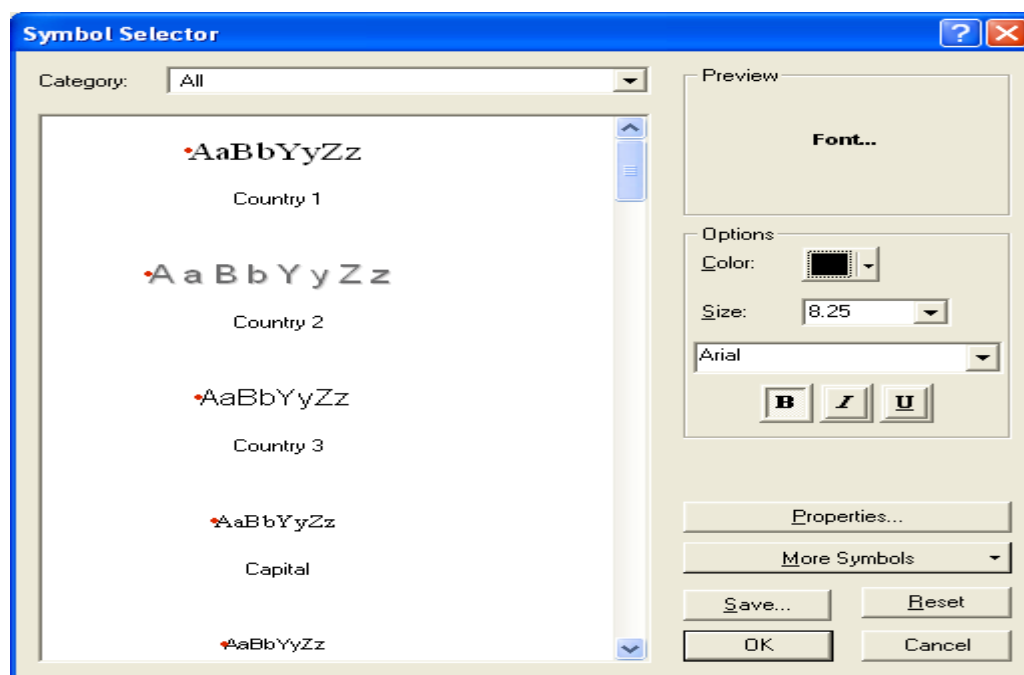 Symbol Selector
Category:
All
AaBbYyZz
Country 1
AaBbYyZz
Country 2
AaBbYyZz
Country 3
AaBbYyZz
Capital
AaBbYyZz
Preview
Font...
Options
Color:
Size:
8.25
Arial
B I U
Properties...
More Symbols
Save...
Reset
OK
Cancel